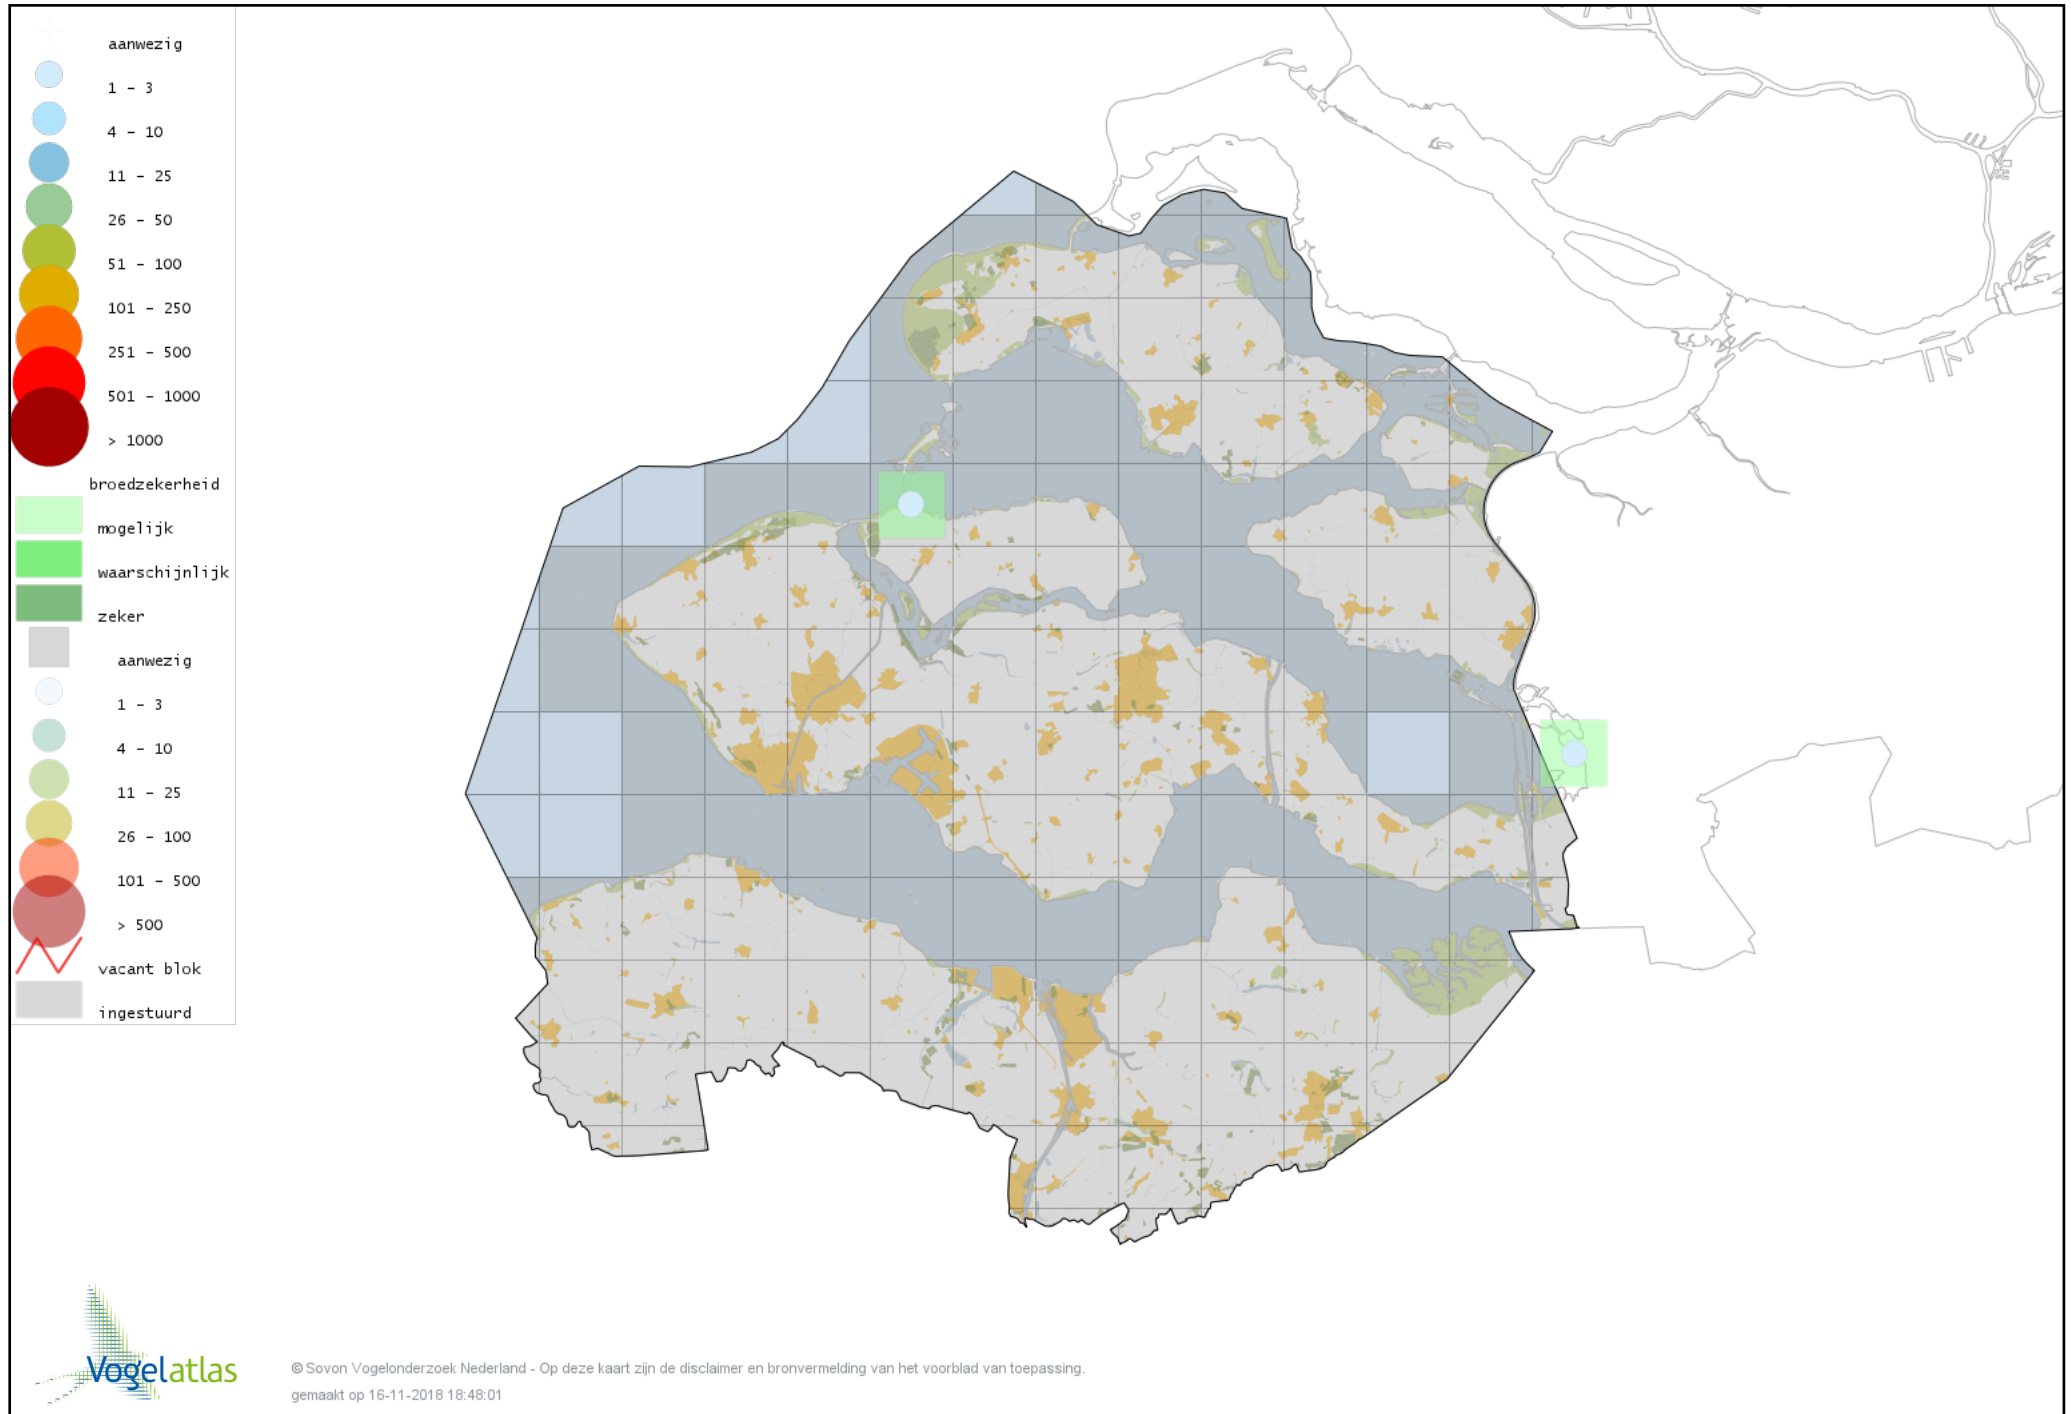 aanwezig
1 - 3
4 - 10
11 - 25
26 - 50
51 - 100
101 - 250
251 - 500
501 - 1000
> 1000
broedzekerheid
mogelijk
waarschijnlijk
zeker
aanwezig
1 - 3
4 - 10
11 - 25
26 - 100
101 - 500
> 500
vacant blok
ingestuurd
Vogelatlas
© Sovon Vogelonderzoek Nederland - Op deze kaart zijn de disclaimer en bronvermelding van het voorblad van toepassing.
gemaakt op 16-11-2018 18:48:01